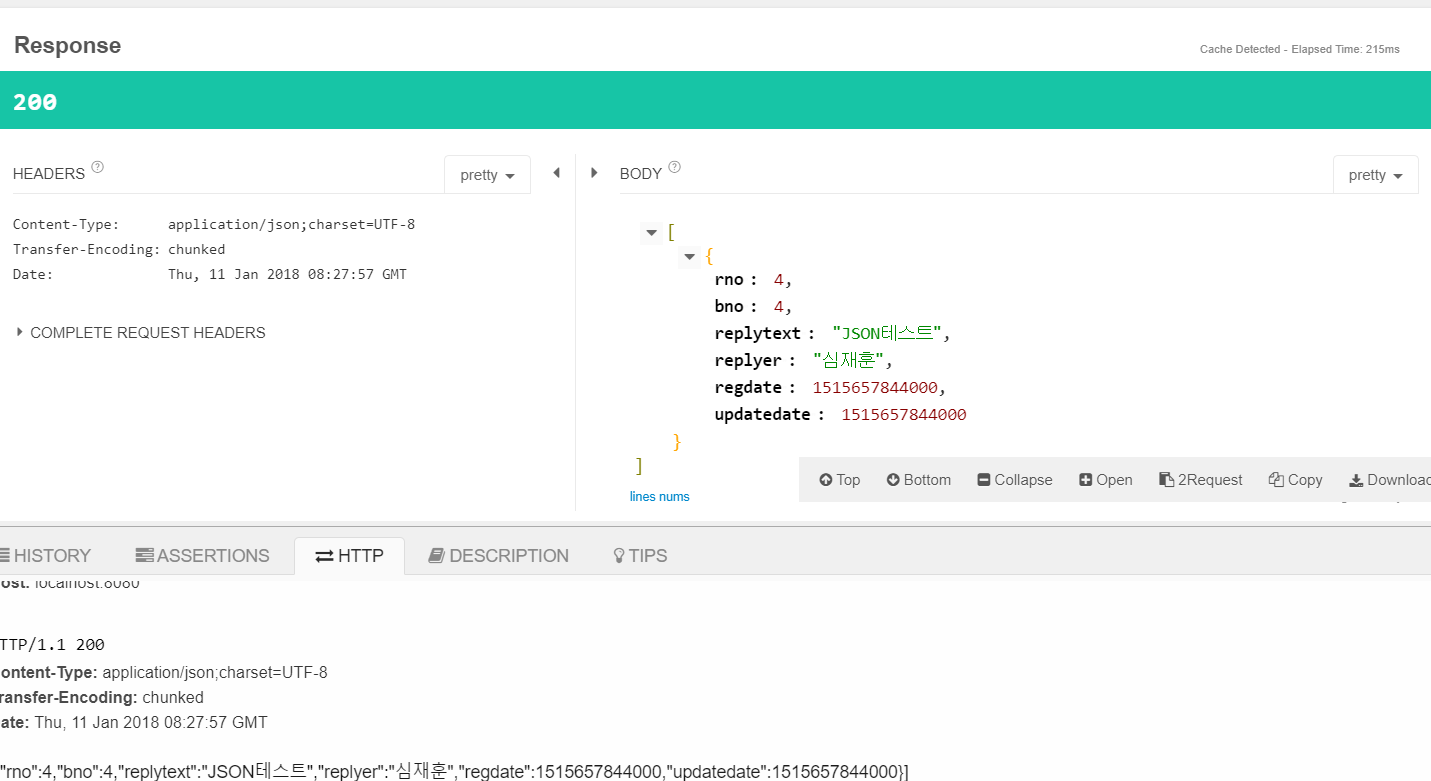 Response
Cache Detected - Elapsed Time: 215ms
200
HEADERS ?
pretty
BODY ?
pretty
Content-Type: application/json;charset=UTF-8
Transfer-Encoding: chunked
Date: Thu, 11 Jan 2018 08:27:57 GMT
COMPLETE REQUEST HEADERS
[
{
rno : 4,
bno : 4,
replytext : "JSON테스트",
replyer : "심재훈",
regdate : 1515657844000,
updatedate : 1515657844000
}
]
lines nums
Top Bottom Collapse Open 2Request Copy Download
HISTORY ASSERTIONS HTTP DESCRIPTION TIPS
ost: localhost:8080
TTP/1.1 200
ontent-Type: application/json;charset=UTF-8
ransfer-Encoding: chunked
ate: Thu, 11 Jan 2018 08:27:57 GMT
"rno":4,"bno":4,"replytext":"JSON테스트","replyer":"심재훈","regdate":1515657844000,"updatedate":1515657844000}]